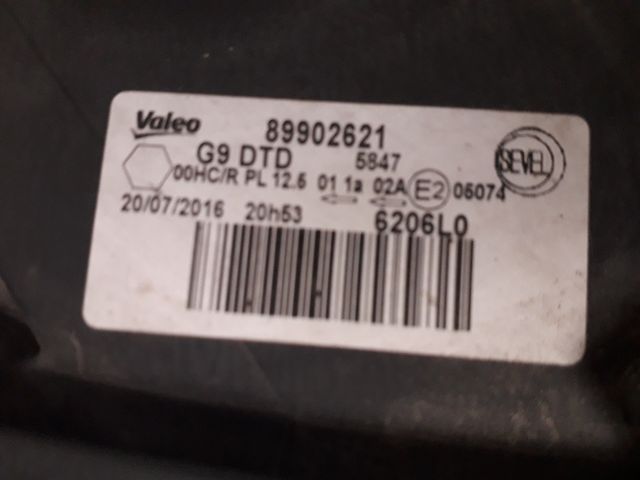 Valeo 89902621
G9 DTD 5847 SEVEL
00HC/R PL 12.5 01 1a 02A E2 05074
20/07/2016 20h53 6206L0